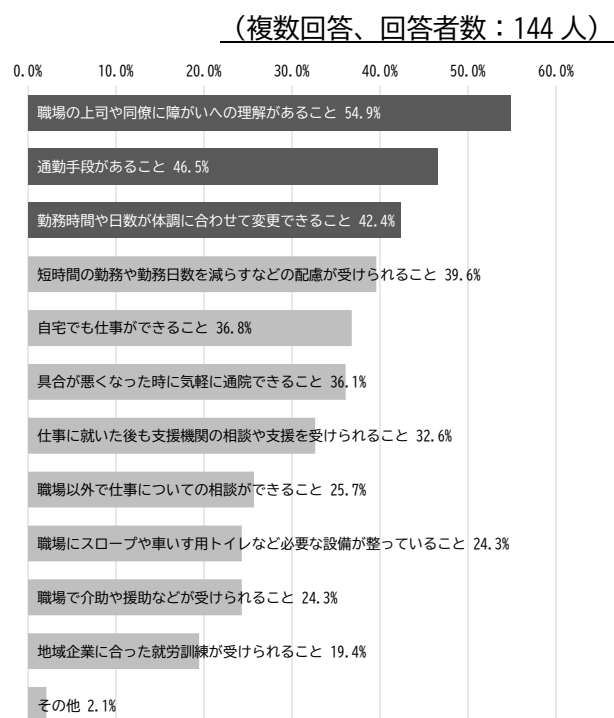 （複数回答、回答者数：144 人）
0.0% 10.0% 20.0% 30.0% 40.0% 50.0% 60.0%
職場の上司や同僚に障がいへの理解があること 54.9%
通勤手段があること 46.5%
勤務時間や日数が体調に合わせて変更できること 42.4%
短時間の勤務や勤務日数を減らすなどの配慮が受けられること 39.6%
自宅でも仕事ができること 36.8%
具合が悪くなった時に気軽に通院できること 36.1%
仕事に就いた後も支援機関の相談や支援を受けられること 32.6%
職場以外で仕事についての相談ができること 25.7%
職場にスロープや車いす用トイレなど必要な設備が整っていること 24.3%
職場で介助や援助などが受けられること 24.3%
地域企業に合った就労訓練が受けられること 19.4%
その他 2.1%